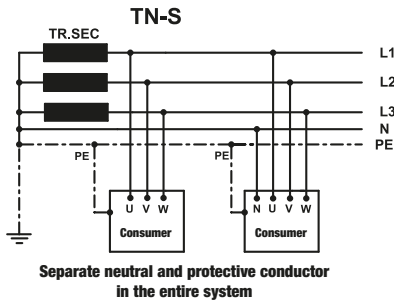 TN-S
TR.SEC
L1
L2
L3
N
PE
PE
PE
U V W
N U V W
Consumer
Consumer
Separate neutral and protective conductor
in the entire system